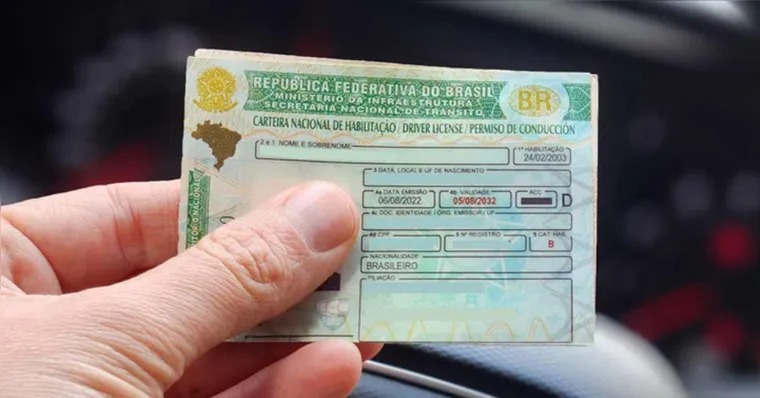 REPÚBLICA FEDERATIVA DO BRASIL
MINISTÉRIO DA INFRAESTRUTURA
SECRETARIA NACIONAL DE TRÂNSITO
BR
CARTEIRA NACIONAL DE HABILITAÇÃO / DRIVER LICENSE / PERMISO DE CONDUCCIÓN
2 e 1 NOME E SOBRENOME
1ª HABILITAÇÃO
24/02/2003
3 DATA, LOCAL E UF DE NASCIMENTO
4a DATA EMISSÃO
06/08/2022
4b VALIDADE
05/08/2032
ACC
D
4c DOC. IDENTIDADE / ÓRG. EMISSOR / UF
4d CPF
5 Nº REGISTRO
9 CAT. HAB.
B
NACIONALIDADE
BRASILEIRO
FILIAÇÃO
NACIONAL